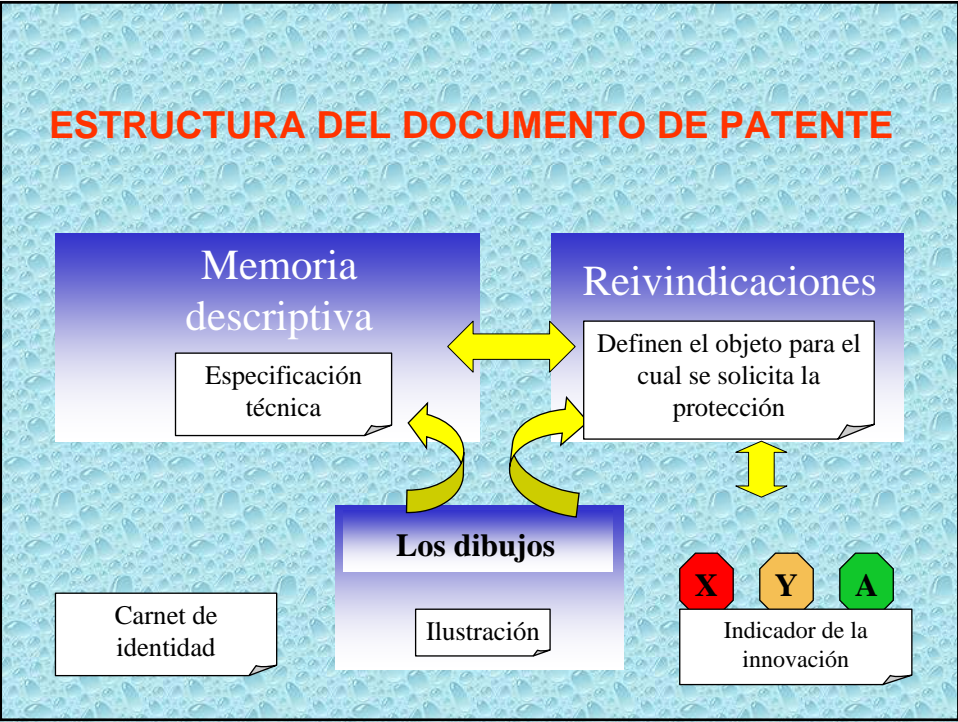 ESTRUCTURA DEL DOCUMENTO DE PATENTE
Memoria
descriptiva
Especificación
técnica
Reivindicaciones
Definen el objeto para el
cual se solicita la
protección
Los dibujos
Ilustración
Carnet de
identidad
X Y A
Indicador de la
innovación